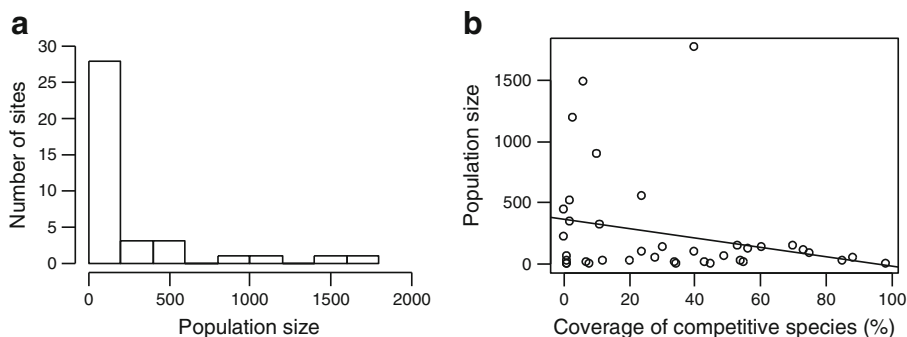 a
Number of sites
30
25
20
15
10
5
0
0 500 1000 1500 2000
Population size
b
Population size
1500
1000
500
0
0 20 40 60 80 100
Coverage of competitive species (%)